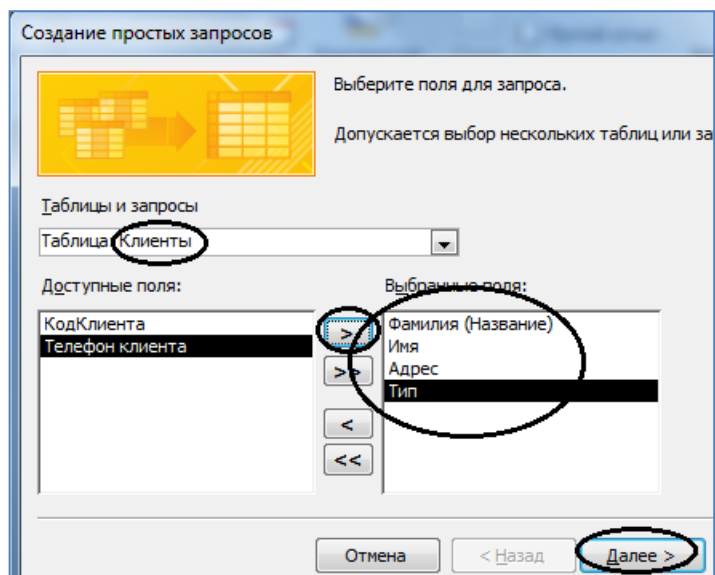 Создание простых запросов
Выберите поля для запроса.
Допускается выбор нескольких таблиц или за
Таблицы и запросы
Таблица: Клиенты
Доступные поля:
Выбранные поля:
КодКлиента
Телефон клиента
>
>>
<
<<
Фамилия (Название)
Имя
Адрес
Тип
Отмена
< Назад
Далее >